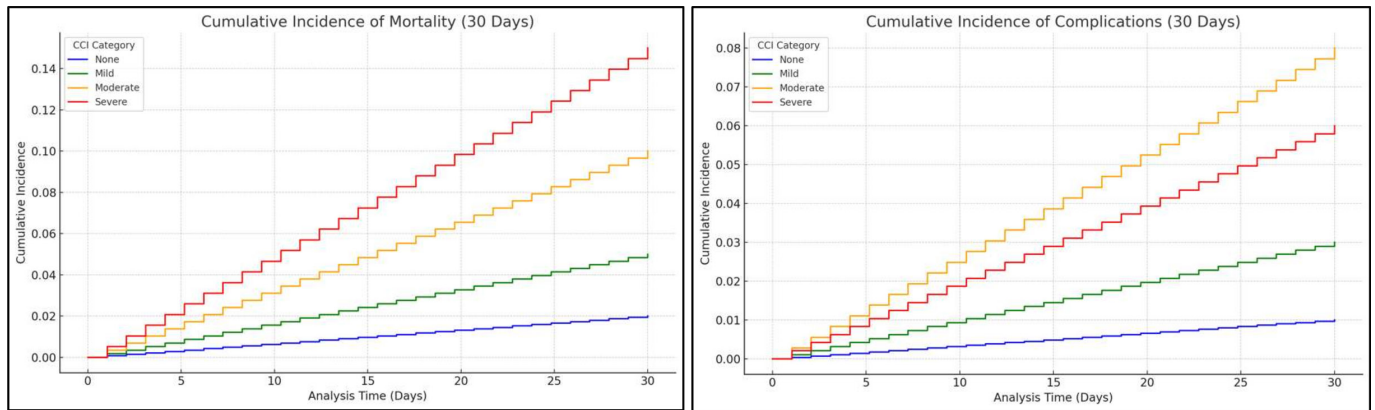 Cumulative Incidence of Mortality (30 Days)
CCI Category
None
Mild
Moderate
Severe
0.14
0.12
0.10
0.08
0.06
0.04
0.02
0.00
Cumulative Incidence
0 5 10 15 20 25 30
Analysis Time (Days)
Cumulative Incidence of Complications (30 Days)
CCI Category
None
Mild
Moderate
Severe
0.08
0.07
0.06
0.05
0.04
0.03
0.02
0.01
0.00
Cumulative Incidence
0 5 10 15 20 25 30
Analysis Time (Days)